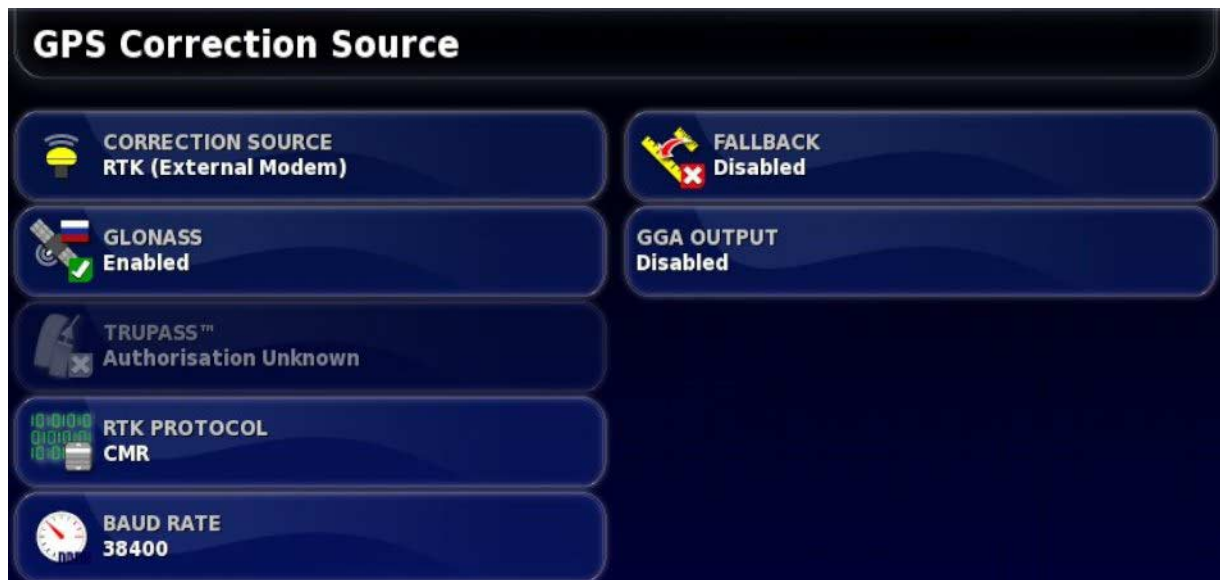 GPS Correction Source
CORRECTION SOURCE
RTK (External Modem)
FALLBACK
Disabled
GLONASS
Enabled
GGA OUTPUT
Disabled
TRUPASS™
Authorisation Unknown
RTK PROTOCOL
CMR
BAUD RATE
38400